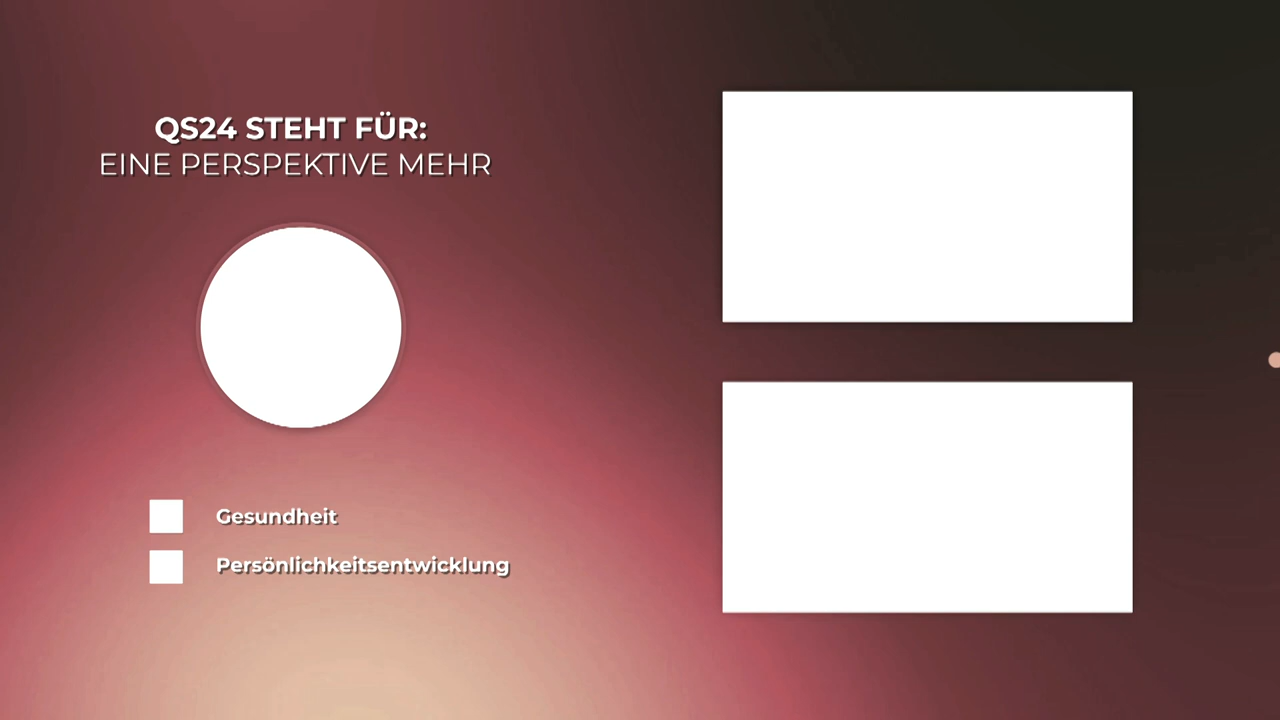 QS24 STEHT FÜR:
EINE PERSPEKTIVE MEHR
Gesundheit
Persönlichkeitsentwicklung